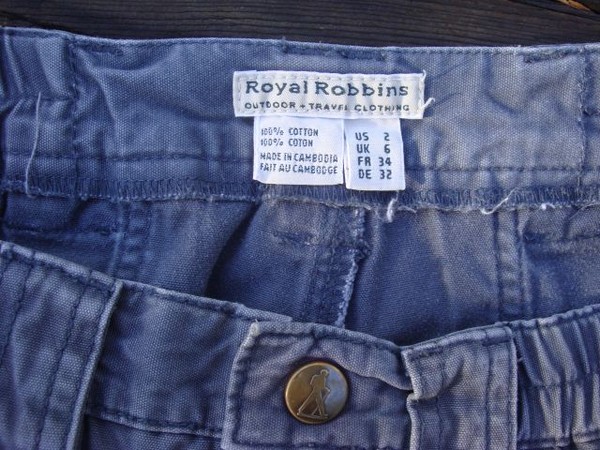 Royal Robbins
OUTDOOR + TRAVEL CLOTHING
100% COTTON
100% COTON
MADE IN CAMBODIA
FAIT AU CAMBODGE
US 2
UK 6
FR 34
DE 32